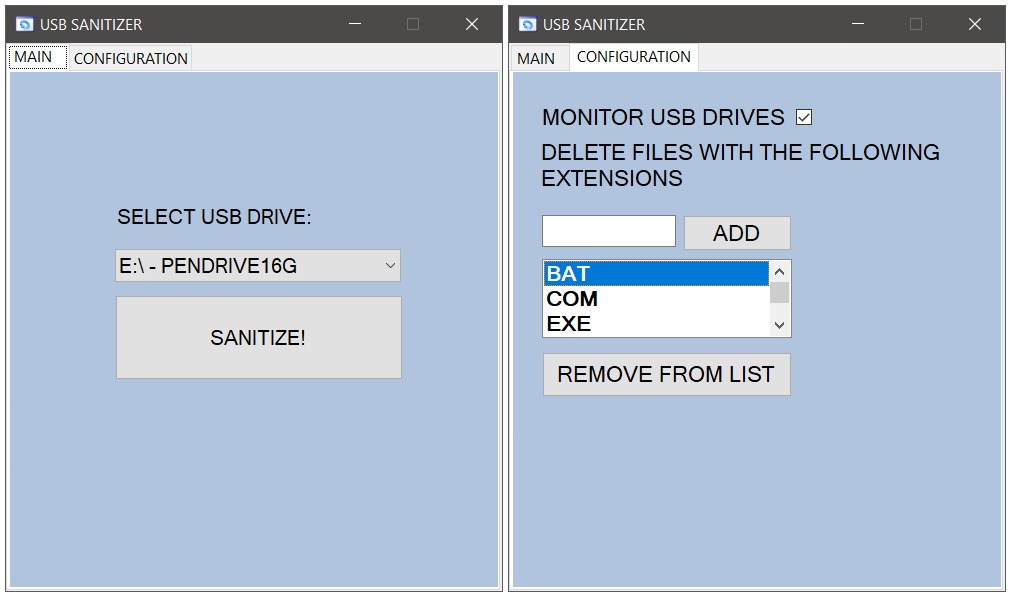 USB SANITIZER
MAIN CONFIGURATION
SELECT USB DRIVE:
E:\ - PENDRIVE16G
SANITIZE!
USB SANITIZER
MAIN CONFIGURATION
MONITOR USB DRIVES
DELETE FILES WITH THE FOLLOWING
EXTENSIONS
ADD
BAT
COM
EXE
REMOVE FROM LIST